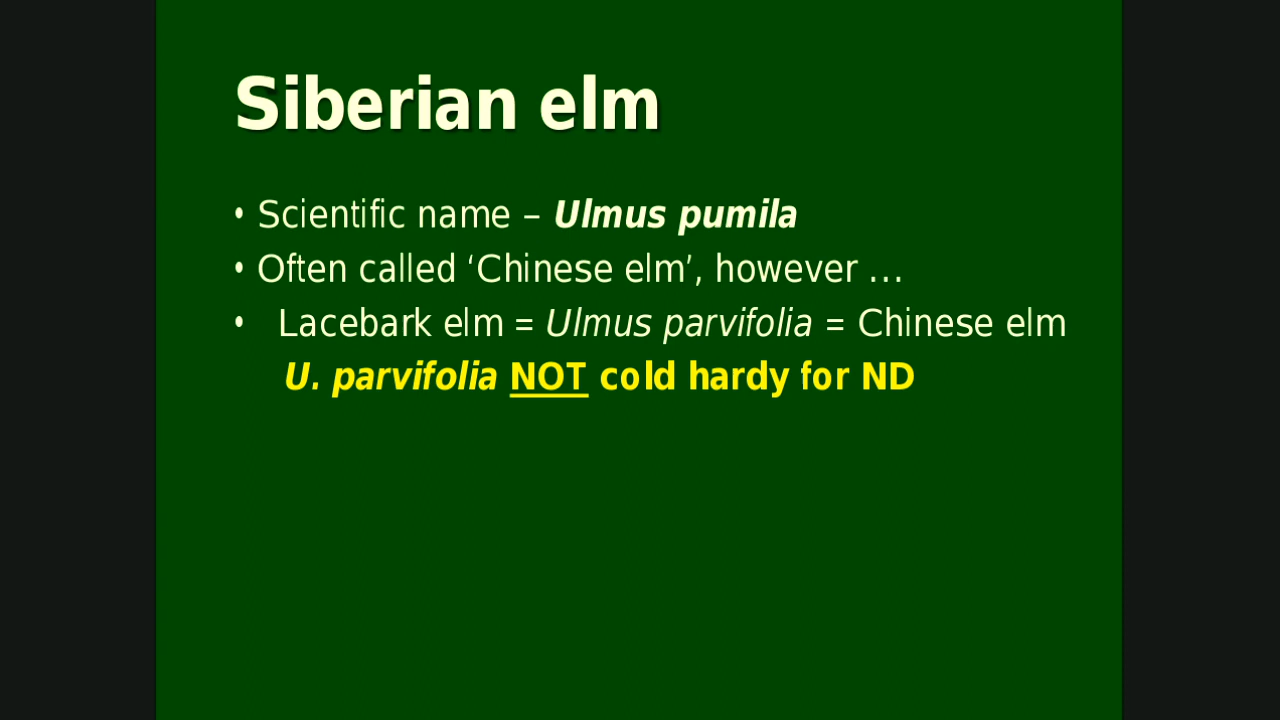 Siberian elm
• Scientific name – Ulmus pumila
• Often called ‘Chinese elm’, however …
• Lacebark elm = Ulmus parvifolia = Chinese elm
U. parvifolia NOT cold hardy for ND